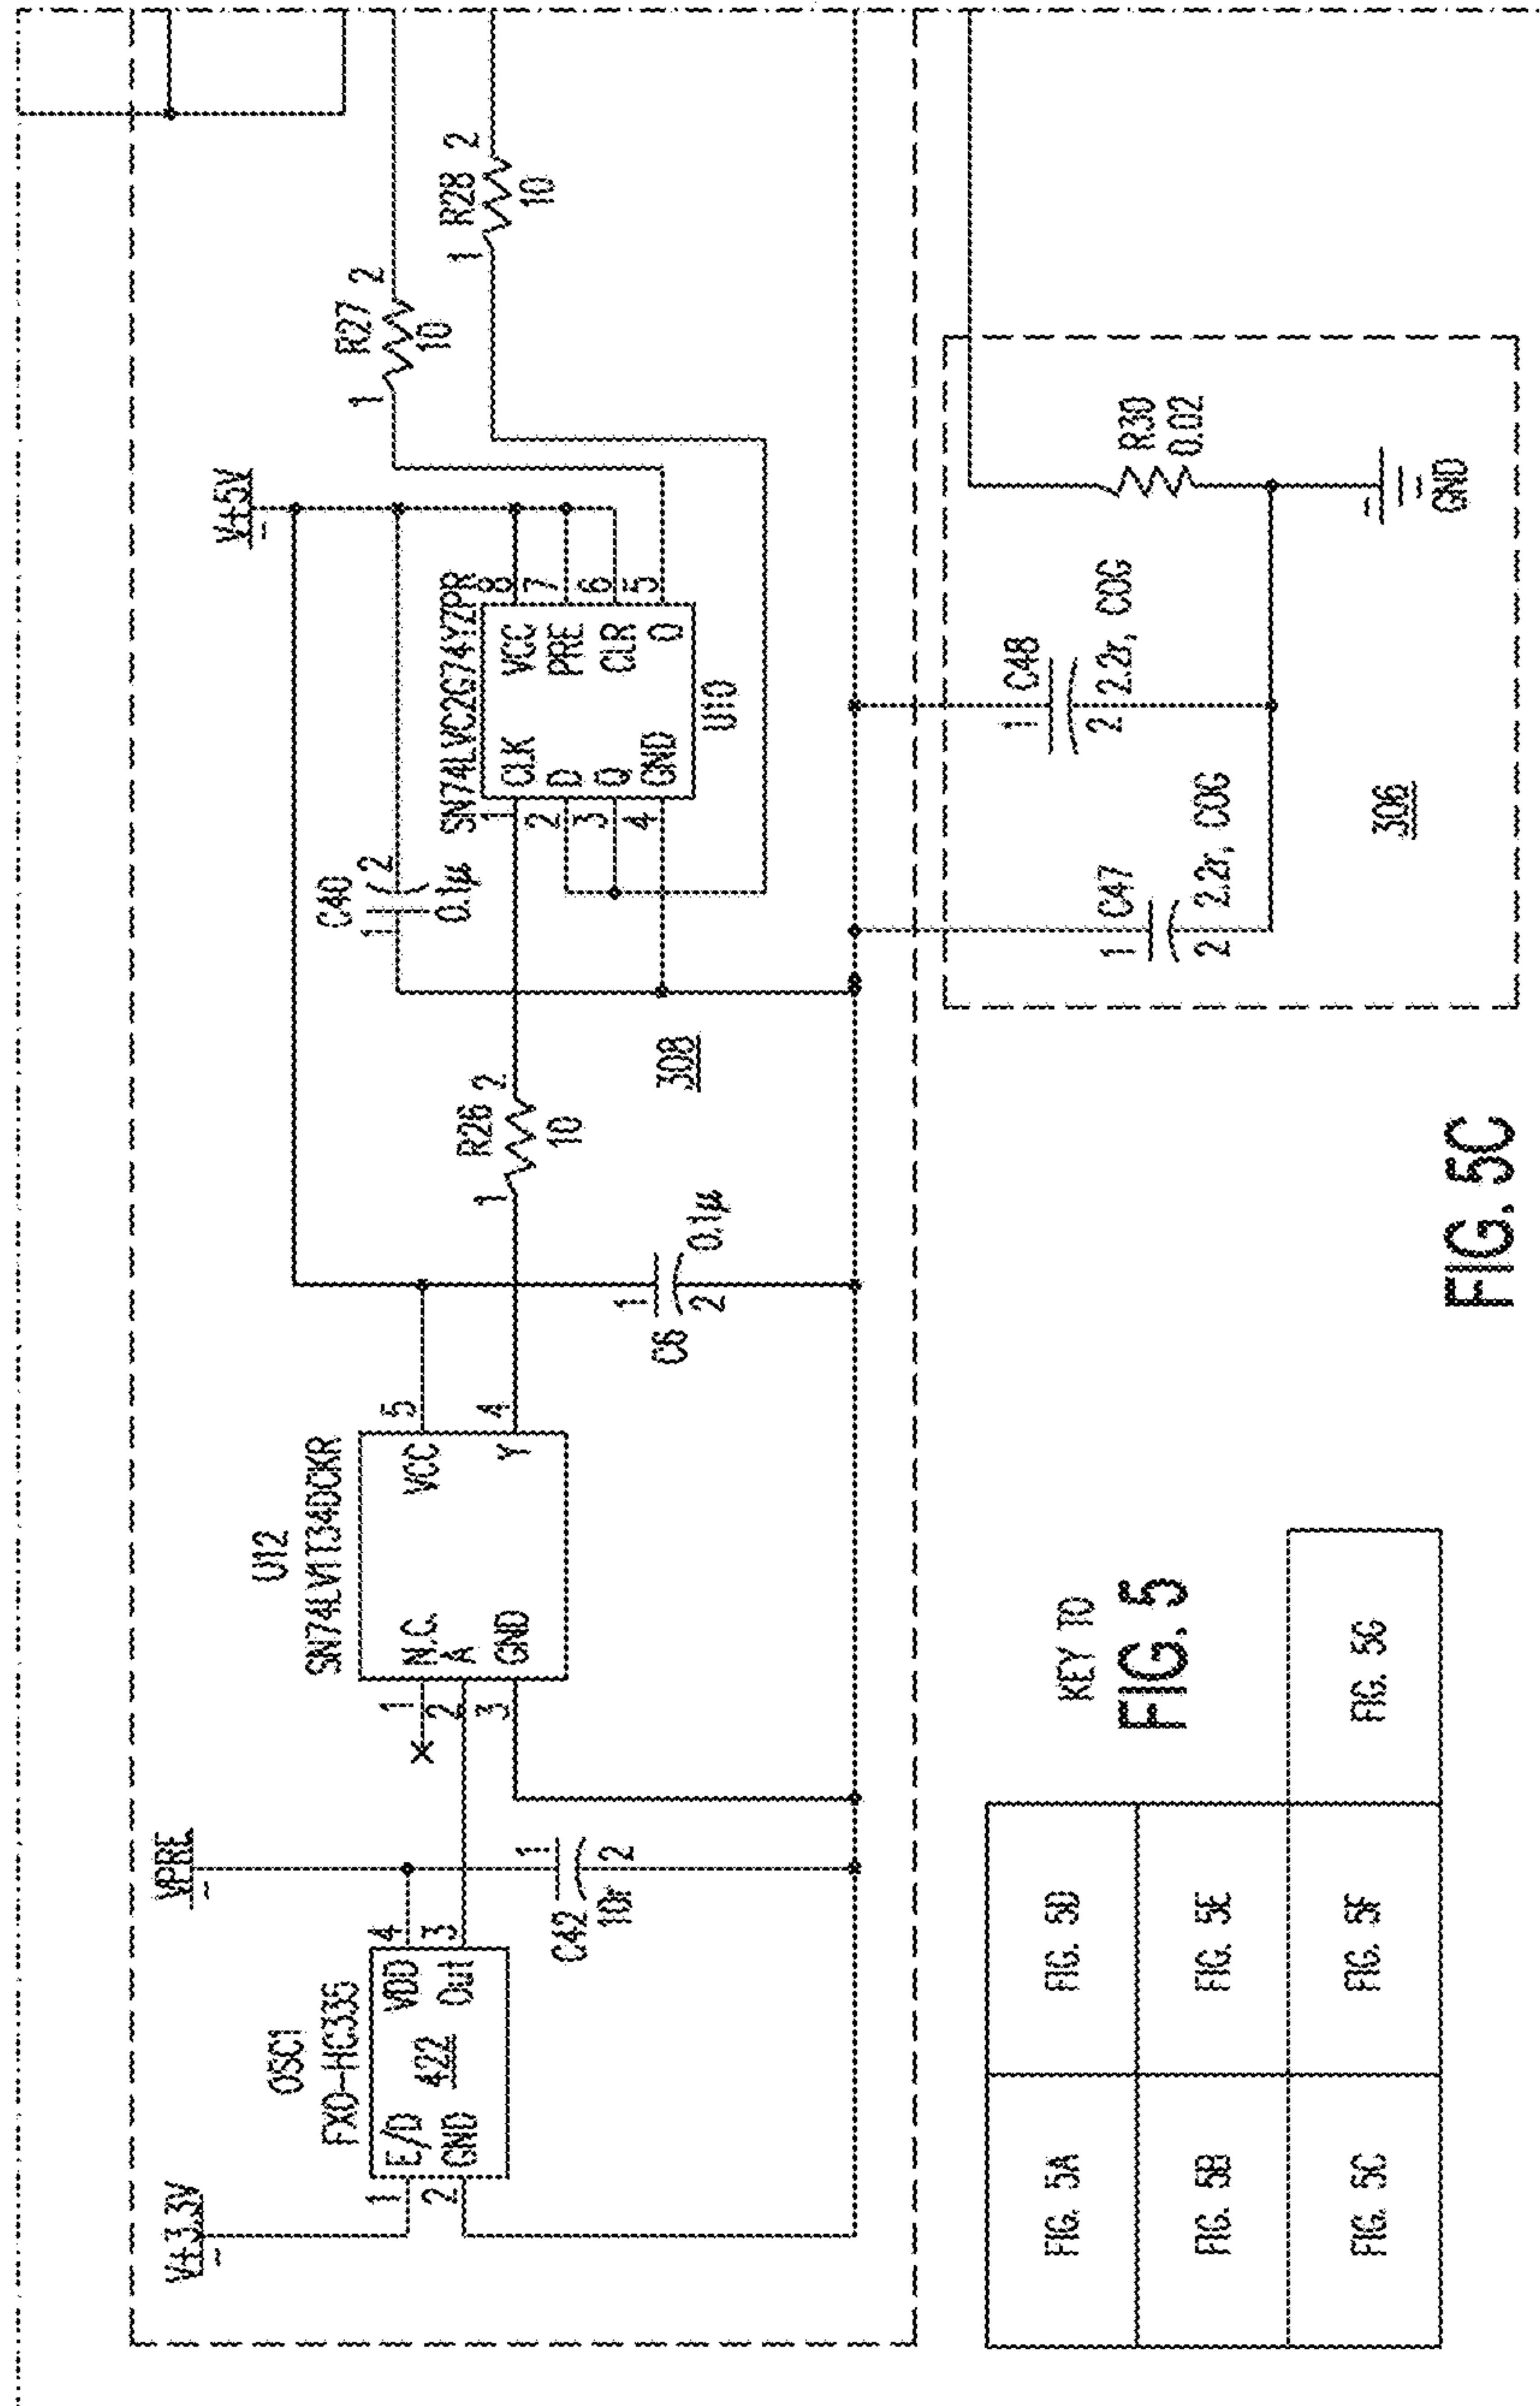 V+3.3V
OSC1
FXO-HC335
1
E/D
VDD
4
2
GND
Out
3
422
VPRE
C42
1
10r
2
U12
SN74LV1T34DCKR
1
N.C.
VCC
5
2
A
3
GND
Y
4
C6
1
2
0.1µ
1
R26
2
10
308
C40
1
2
0.1µ
V+5V
SN74LVC2G74YZPR
1
CLK
VCC
8
2
D
PRE
7
3
Q
CLR
6
4
GND
Q
5
U10
1
R27
2
10
1
R28
2
10
C47
1
2
2.2r, COG
C48
1
2
2.2r, COG
R30
0.02
GND
306
KEY TO
FIG. 5
FIG. 5A
FIG. 5D
FIG. 5B
FIG. 5E
FIG. 5C
FIG. 5F
FIG. 5G
FIG. 5C